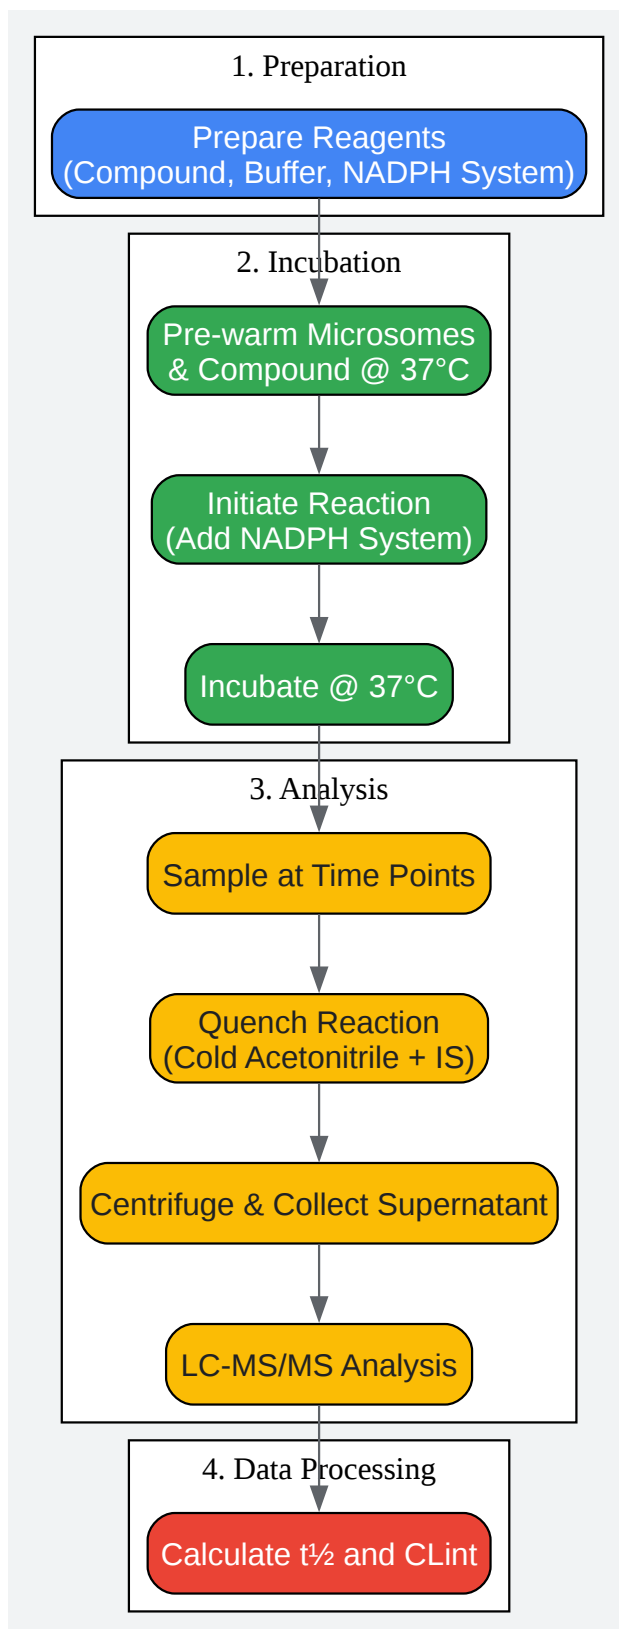 1. Preparation
Prepare Reagents
(Compound, Buffer, NADPH System)
2. Incubation
Pre-warm Microsomes
& Compound @ 37°C
Initiate Reaction
(Add NADPH System)
Incubate @ 37°C
3. Analysis
Sample at Time Points
Quench Reaction
(Cold Acetonitrile + IS)
Centrifuge & Collect Supernatant
LC-MS/MS Analysis
4. Data Processing
Calculate t½ and CLint